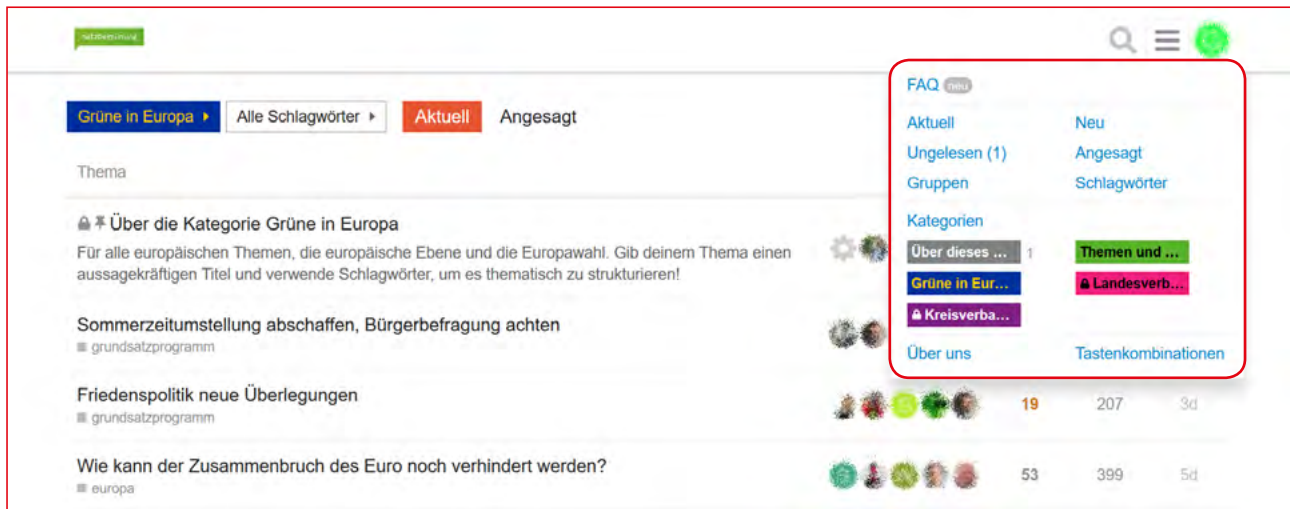 netzbegrünung
FAQ neu
Grüne in Europa Alle Schlagwörter Aktuell Angesagt
Aktuell Neu
Ungelesen (1) Angesagt
Thema
Gruppen Schlagwörter
Über die Kategorie Grüne in Europa
Kategorien
Für alle europäischen Themen, die europäische Ebene und die Europawahl. Gib deinem Thema einen
aussagekräftigen Titel und verwende Schlagwörter, um es thematisch zu strukturieren!
Über dieses ... 1 Themen und ...
Grüne in Eur... Landesverb...
Kreisverba...
Sommerzeitumstellung abschaffen, Bürgerbefragung achten
grundsatzprogramm
Über uns Tastenkombinationen
Friedenspolitik neue Überlegungen
19 207 3d
grundsatzprogramm
Wie kann der Zusammenbruch des Euro noch verhindert werden?
53 399 5d
europa